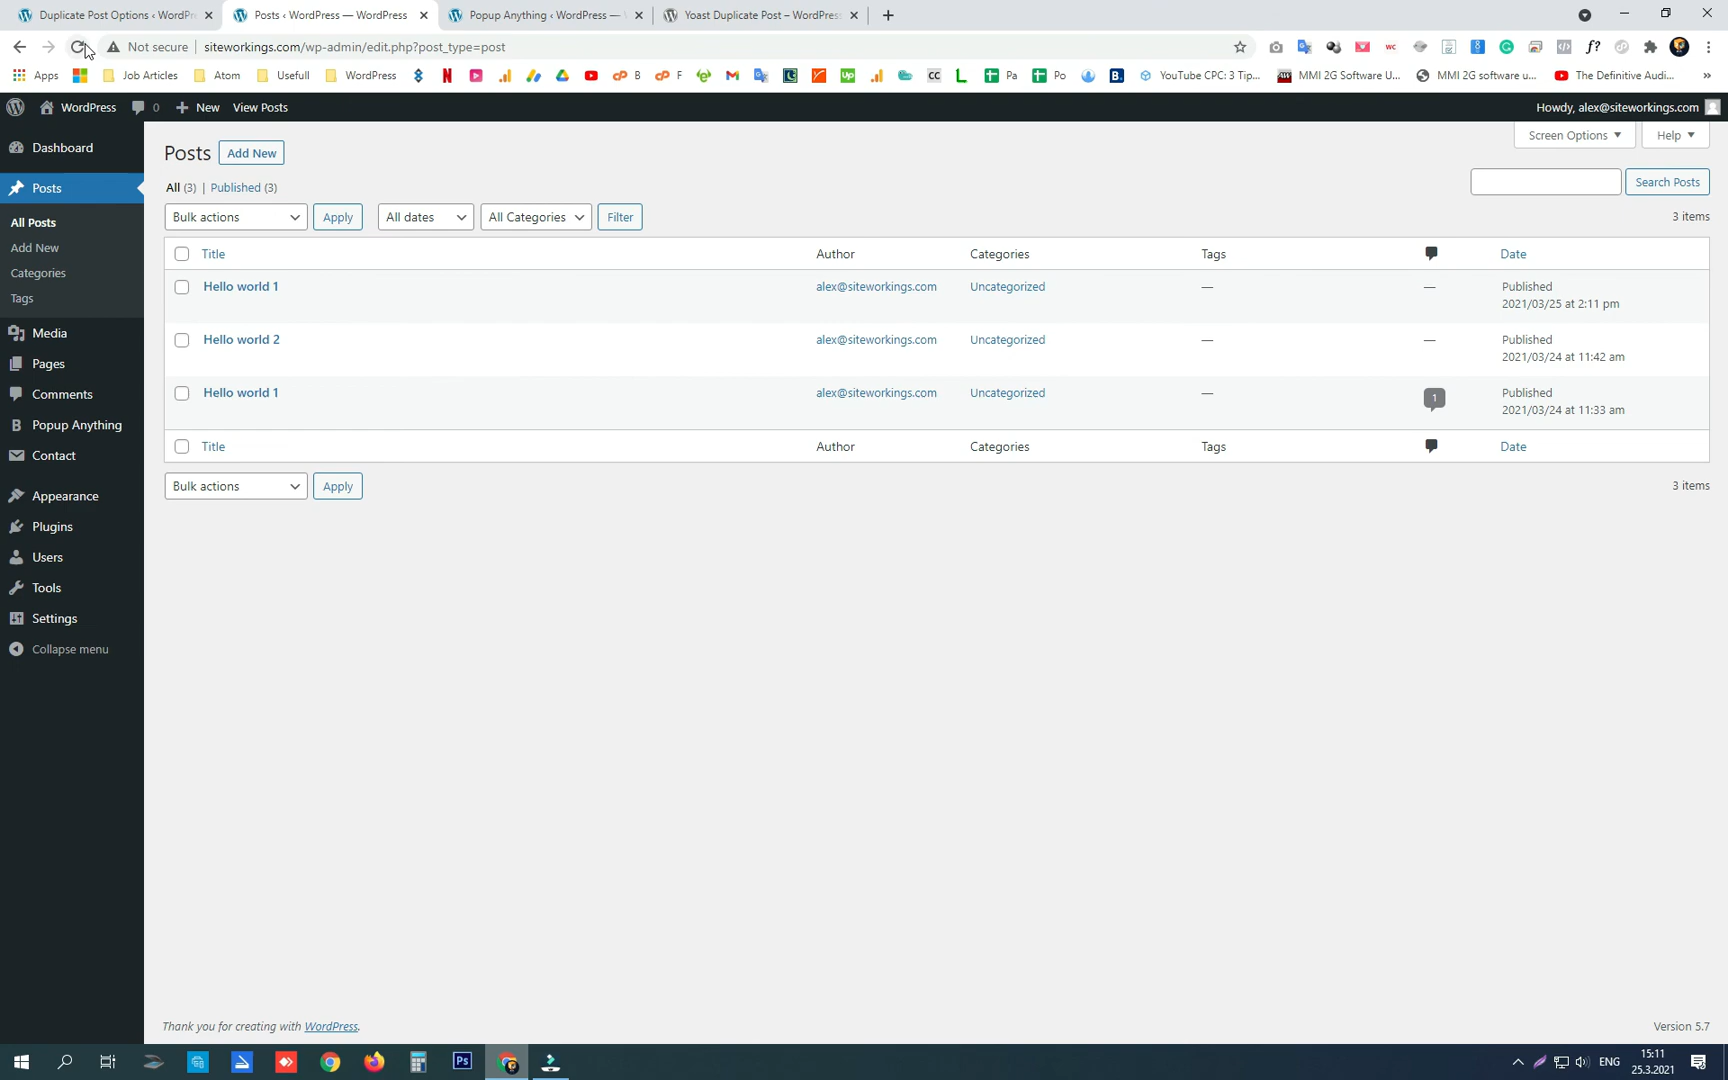 Duplicate Post Options ‹ WordPr
Posts ‹ WordPress — WordPress
Popup Anything ‹ WordPress —
Yoast Duplicate Post – WordPress
Not secure
siteworkings.com/wp-admin/edit.php?post_type=post
Apps
Job Articles
Atom
Usefull
WordPress
B
F
Pa
Po
YouTube CPC: 3 Tip...
MMI 2G Software U...
MMI 2G software u...
The Definitive Audi...
»
WordPress
0
New
View Posts
Howdy, alex@siteworkings.com
Dashboard
Posts
All Posts
Add New
Categories
Tags
Media
Pages
Comments
Popup Anything
Contact
Appearance
Plugins
Users
Tools
Settings
Collapse menu
Screen Options
Help
Posts
Add New
All (3) | Published (3)
Search Posts
Bulk actions
Apply
All dates
All Categories
Filter
3 items
Title Author Categories Tags Date
Hello world 1 alex@siteworkings.com Uncategorized — — Published
2021/03/25 at 2:11 pm
Hello world 2 alex@siteworkings.com Uncategorized — — Published
2021/03/24 at 11:42 am
Hello world 1 alex@siteworkings.com Uncategorized — 1 Published
2021/03/24 at 11:33 am
Title Author Categories Tags Date
Bulk actions
Apply
3 items
Thank you for creating with WordPress.
Version 5.7
Ps
ENG
15:11
25.3.2021